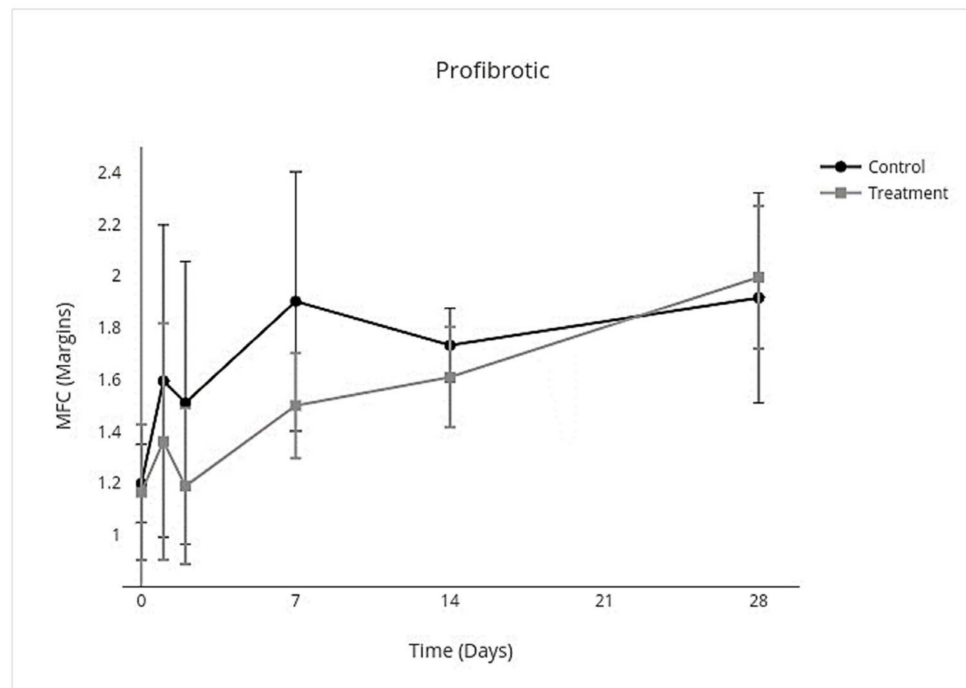 Profibrotic
2.4
2.2
2
1.8
1.6
1.4
1.2
1
MFC (Margins)
0 7 14 21 28
Time (Days)
Control
Treatment